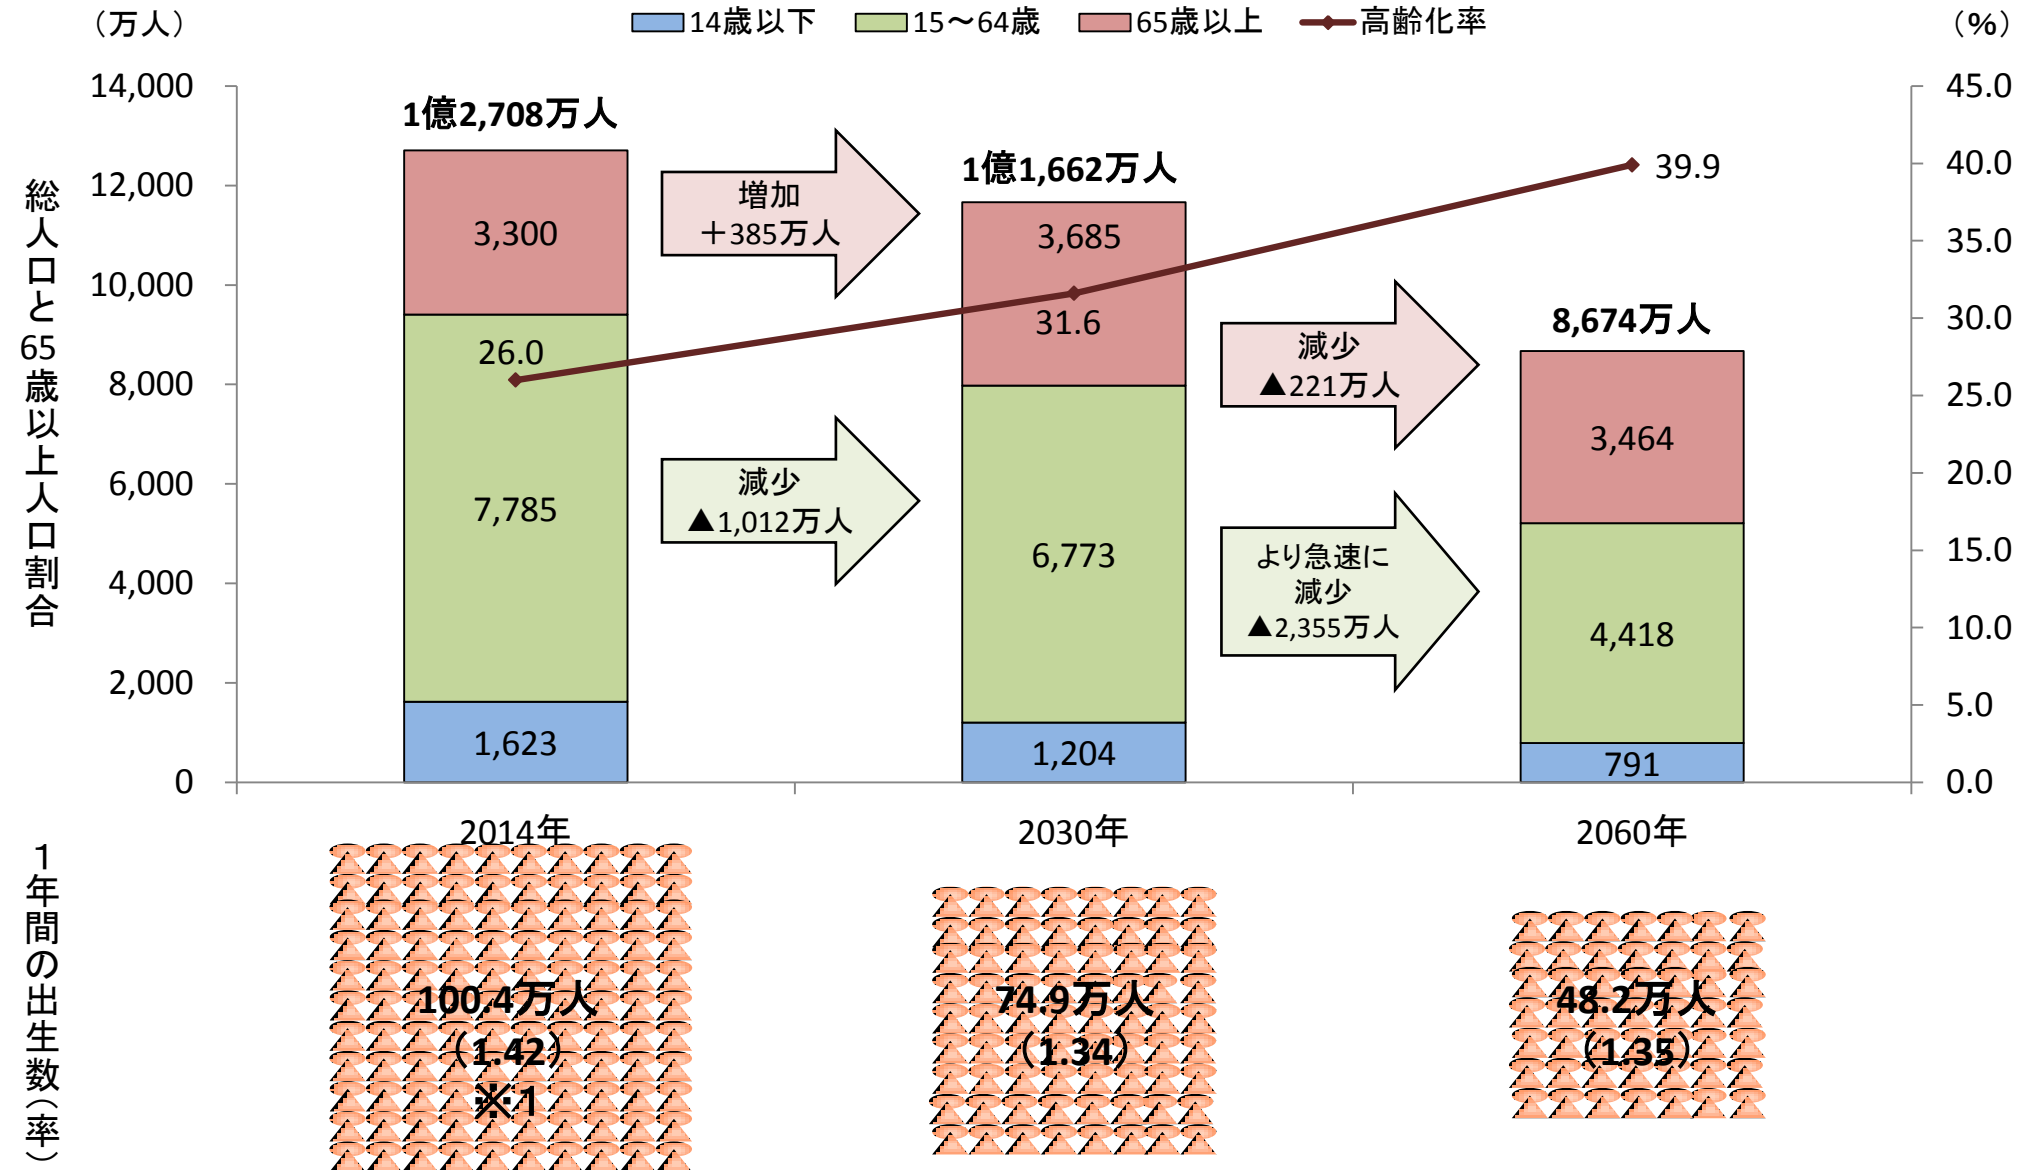 （万人）
14歳以下 15～64歳 65歳以上 高齢化率
（%）
総人口と65歳以上人口割合
14,000
12,000
10,000
8,000
6,000
4,000
2,000
0
45.0
40.0
35.0
30.0
25.0
20.0
15.0
10.0
5.0
0.0
1億2,708万人
3,300
26.0
7,785
1,623
増加
＋385万人
減少
▲1,012万人
1億1,662万人
3,685
31.6
6,773
1,204
減少
▲221万人
より急速に
減少
▲2,355万人
39.9
8,674万人
3,464
4,418
791
2014年 2030年 2060年
１年間の出生数（率）
100.4万人
（1.42）
※１
74.9万人
（1.34）
48.2万人
（1.35）